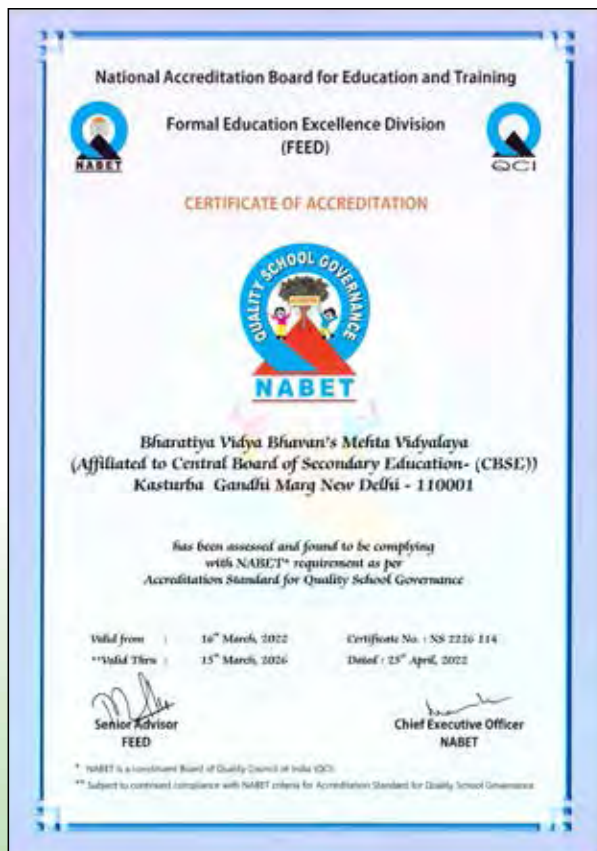 National Accreditation Board for Education and Training
Formal Education Excellence Division
(FEED)
NABET
QCI
CERTIFICATE OF ACCREDITATION
QUALITY SCHOOL GOVERNANCE
NABET
Bharatiya Vidya Bhavan's Mehta Vidyalaya
(Affiliated to Central Board of Secondary Education- (CBSE))
Kasturba Gandhi Marg New Delhi - 110001
has been assessed and found to be complying
with NABET* requirement as per
Accreditation Standard for Quality School Governance
Valid from : 16th March, 2022 Certificate No. : NS 2226 114
**Valid Thru : 15th March, 2026 Dated : 25th April, 2022
Senior Advisor
FEED
Chief Executive Officer
NABET
* NABET is a constituent Board of Quality Council of India (QCI)
** Subject to continued compliance with NABET criteria for Accreditation Standard for Quality School Governance